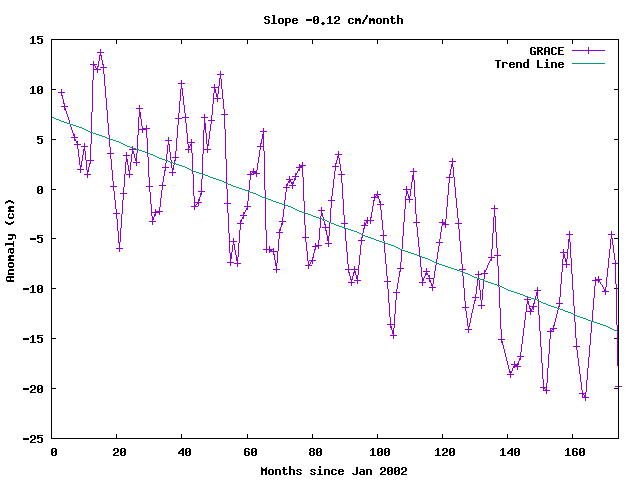 Slope -0.12 cm/month
GRACE
Trend Line
15
10
5
0
-5
-10
-15
-20
-25
Anomaly (cm)
0 20 40 60 80 100 120 140 160
Months since Jan 2002